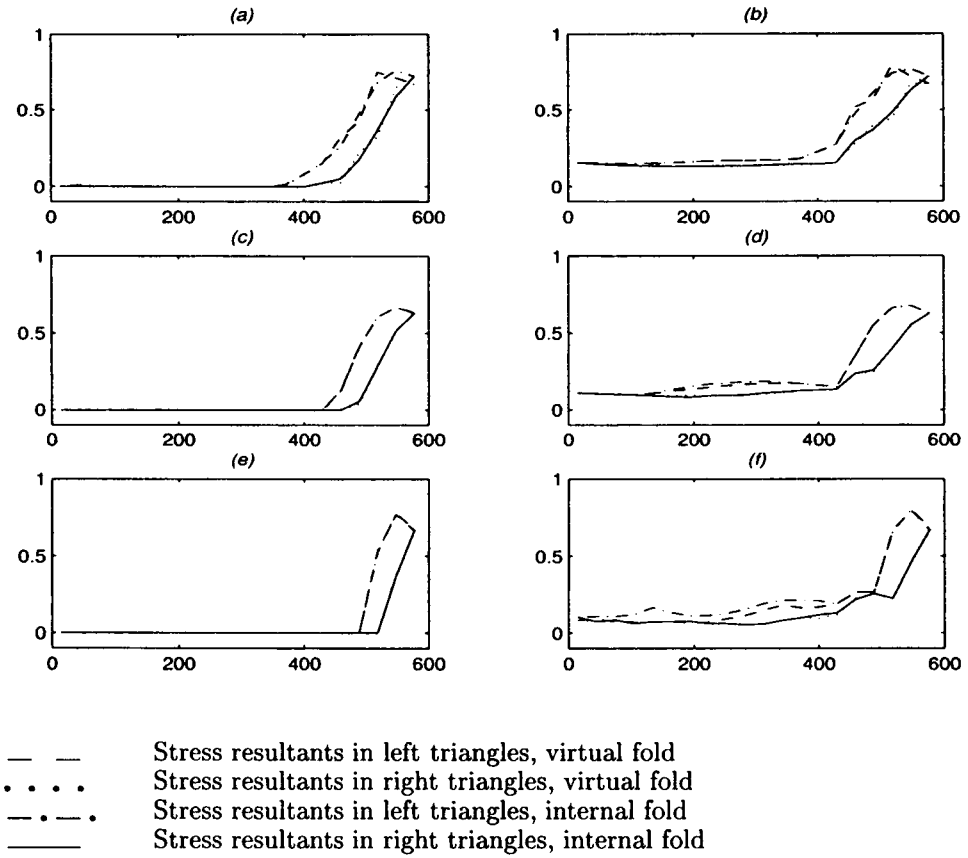 (a) (b)
1 1
0.5 0.5
0 0
0 200 400 600 0 200 400 600
(c) (d)
1 1
0.5 0.5
0 0
0 200 400 600 0 200 400 600
(e) (f)
1 1
0.5 0.5
0 0
0 200 400 600 0 200 400 600
Stress resultants in left triangles, virtual fold
Stress resultants in right triangles, virtual fold
Stress resultants in left triangles, internal fold
Stress resultants in right triangles, internal fold